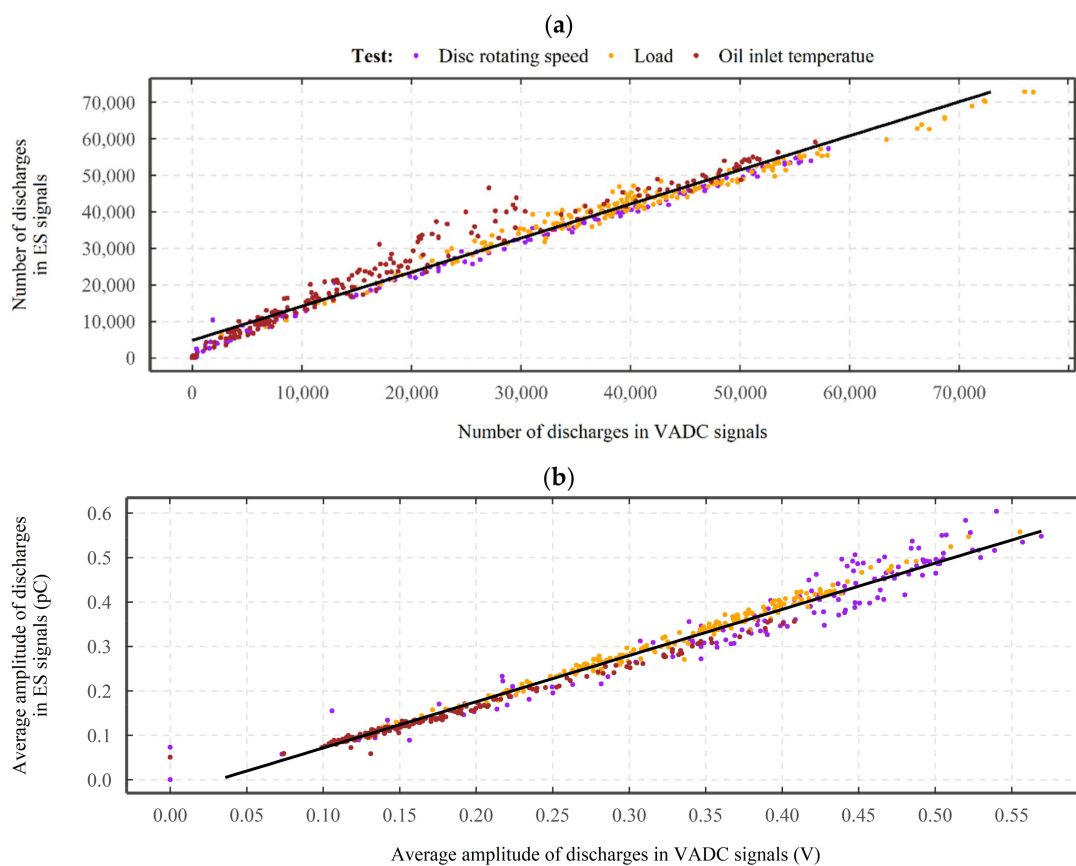 (a)
Test: Disc rotating speed Load Oil inlet temperatue
Number of discharges
in ES signals
70,000
60,000
50,000
40,000
30,000
20,000
10,000
0
0 10,000 20,000 30,000 40,000 50,000 60,000 70,000
Number of discharges in VADC signals
(b)
Average amplitude of discharges
in ES signals (pC)
0.6
0.5
0.4
0.3
0.2
0.1
0.0
0.00 0.05 0.10 0.15 0.20 0.25 0.30 0.35 0.40 0.45 0.50 0.55
Average amplitude of discharges in VADC signals (V)